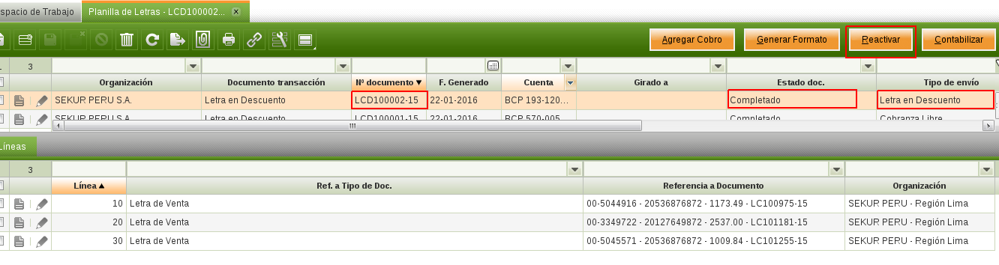 spacio de Trabajo
Planilla de Letras - LCD100002...
Agregar Cobro
Generar Formato
Reactivar
Contabilizar
3
Organización Documento transacción Nº documento F. Generado Cuenta Girado a Estado doc. Tipo de envío
SEKUR PERU S.A. Letra en Descuento LCD100002-15 22-01-2016 BCP 193-120... Completado Letra en Descuento
SEKUR PERU S.A. Letra en Descuento LCD100001-15 22-01-2016 BCP 570-005... Completado Cobranza Libre
Líneas
3
Línea Ref. a Tipo de Doc. Referencia a Documento Organización
10 Letra de Venta 00-5044916 - 20536876872 - 1173.49 - LC100975-15 SEKUR PERU - Región Lima
20 Letra de Venta 00-3349722 - 20127649872 - 2537.00 - LC101181-15 SEKUR PERU - Región Lima
30 Letra de Venta 00-5045571 - 20536876872 - 1009.84 - LC101255-15 SEKUR PERU - Región Lima